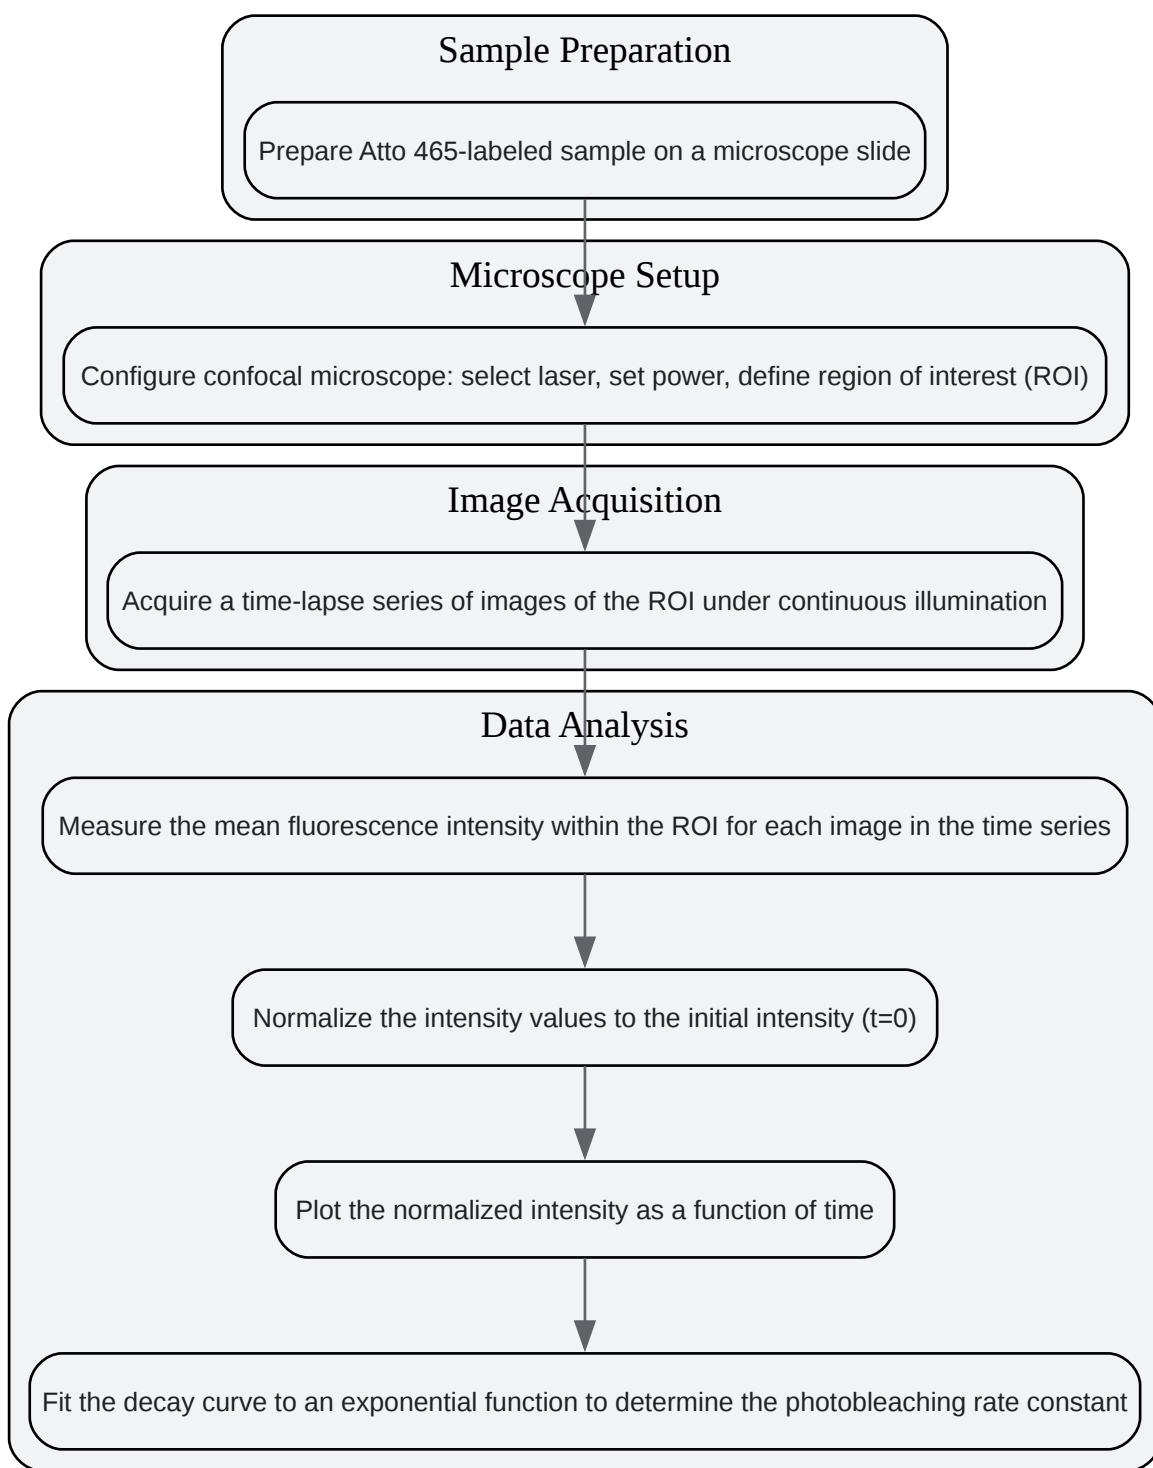 Sample Preparation
Prepare Atto 465-labeled sample on a microscope slide
Microscope Setup
Configure confocal microscope: select laser, set power, define region of interest (ROI)
Image Acquisition
Acquire a time-lapse series of images of the ROI under continuous illumination
Data Analysis
Measure the mean fluorescence intensity within the ROI for each image in the time series
Normalize the intensity values to the initial intensity (t=0)
Plot the normalized intensity as a function of time
Fit the decay curve to an exponential function to determine the photobleaching rate constant